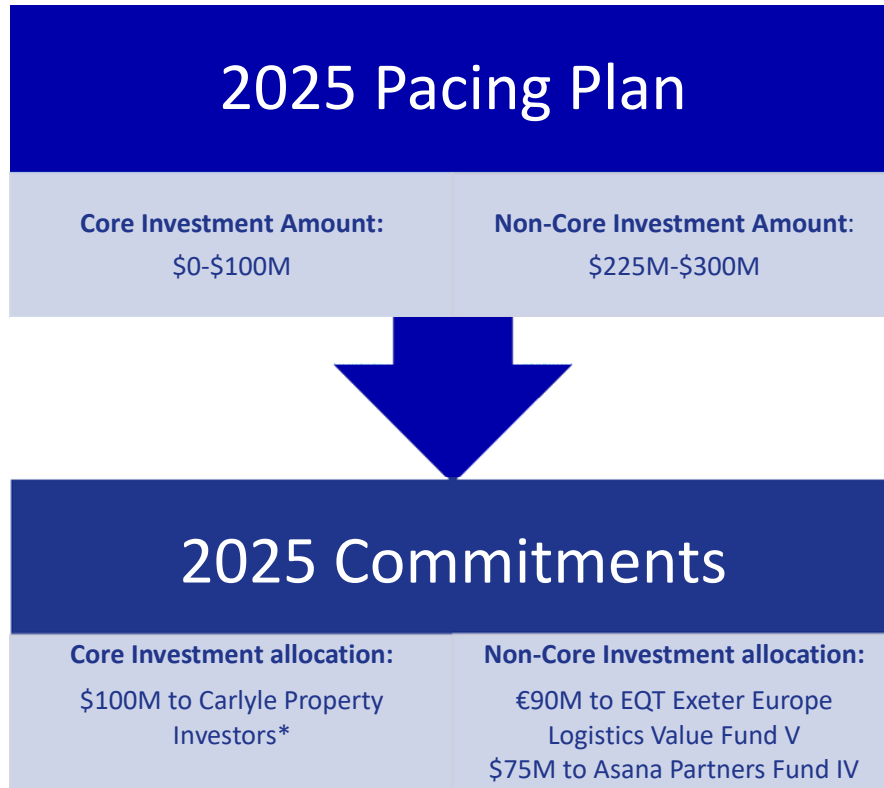 2025 Pacing Plan
Core Investment Amount:
$0-$100M
Non-Core Investment Amount:
$225M-$300M
2025 Commitments
Core Investment allocation:
$100M to Carlyle Property
Investors*
Non-Core Investment allocation:
€90M to EQT Exeter Europe
Logistics Value Fund V
$75M to Asana Partners Fund IV